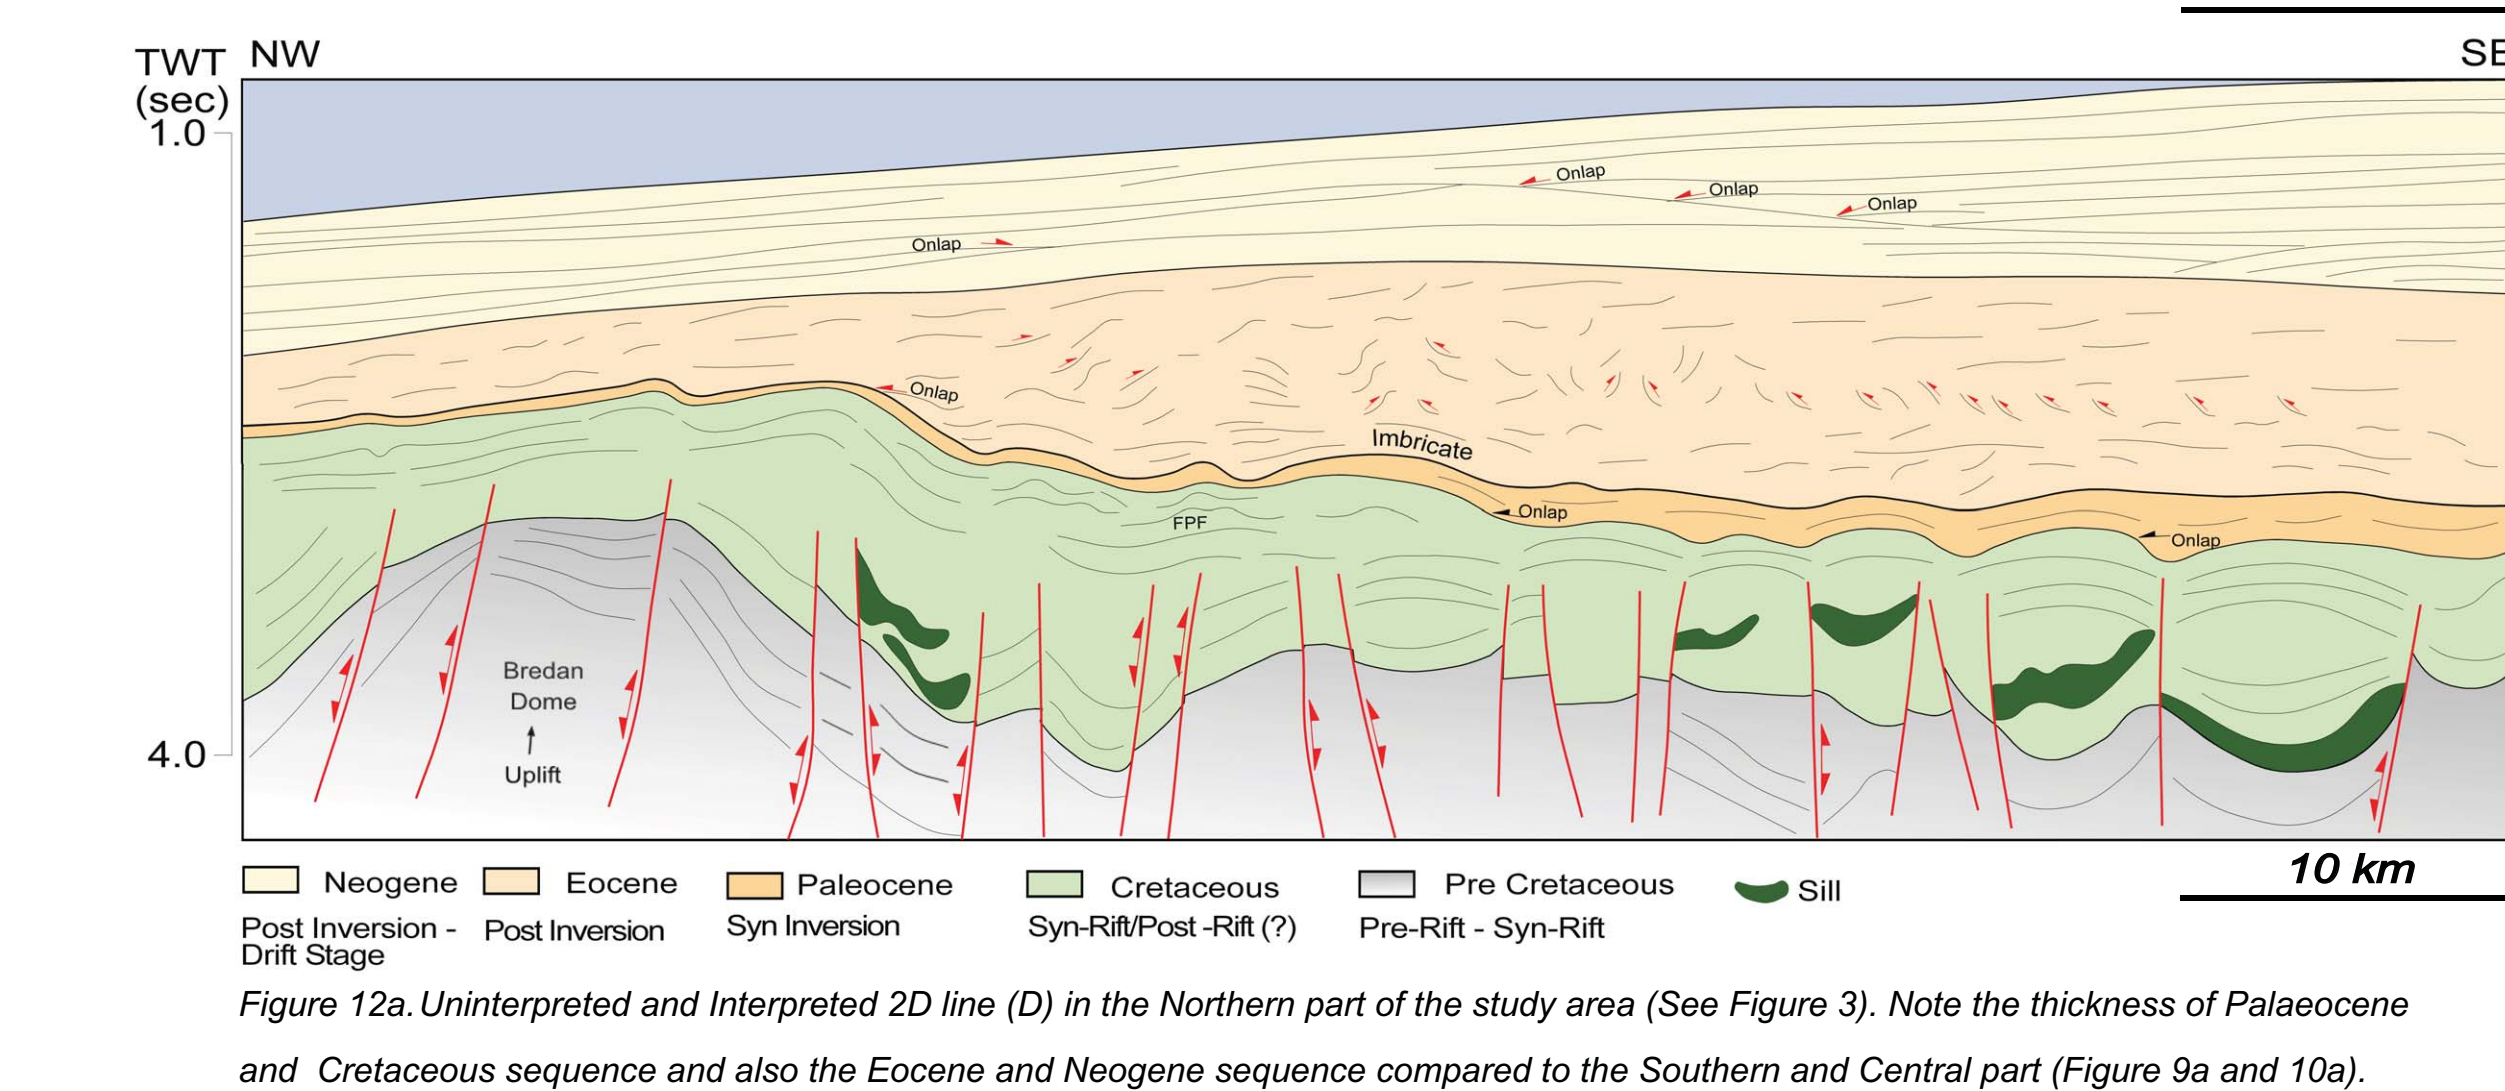 TWT NW SE
(sec)
1.0
Onlap
Onlap
Onlap
Onlap
Onlap
Imbricate
Onlap
FPF
Onlap
Bredan
Dome
Uplift
4.0
10 km
Neogene Eocene Paleocene Cretaceous Pre Cretaceous Sill
Post Inversion - Post Inversion Syn Inversion Syn-Rift/Post -Rift (?) Pre-Rift - Syn-Rift
Drift Stage
Figure 12a. Uninterpreted and Interpreted 2D line (D) in the Northern part of the study area (See Figure 3). Note the thickness of Palaeocene
and Cretaceous sequence and also the Eocene and Neogene sequence compared to the Southern and Central part (Figure 9a and 10a).